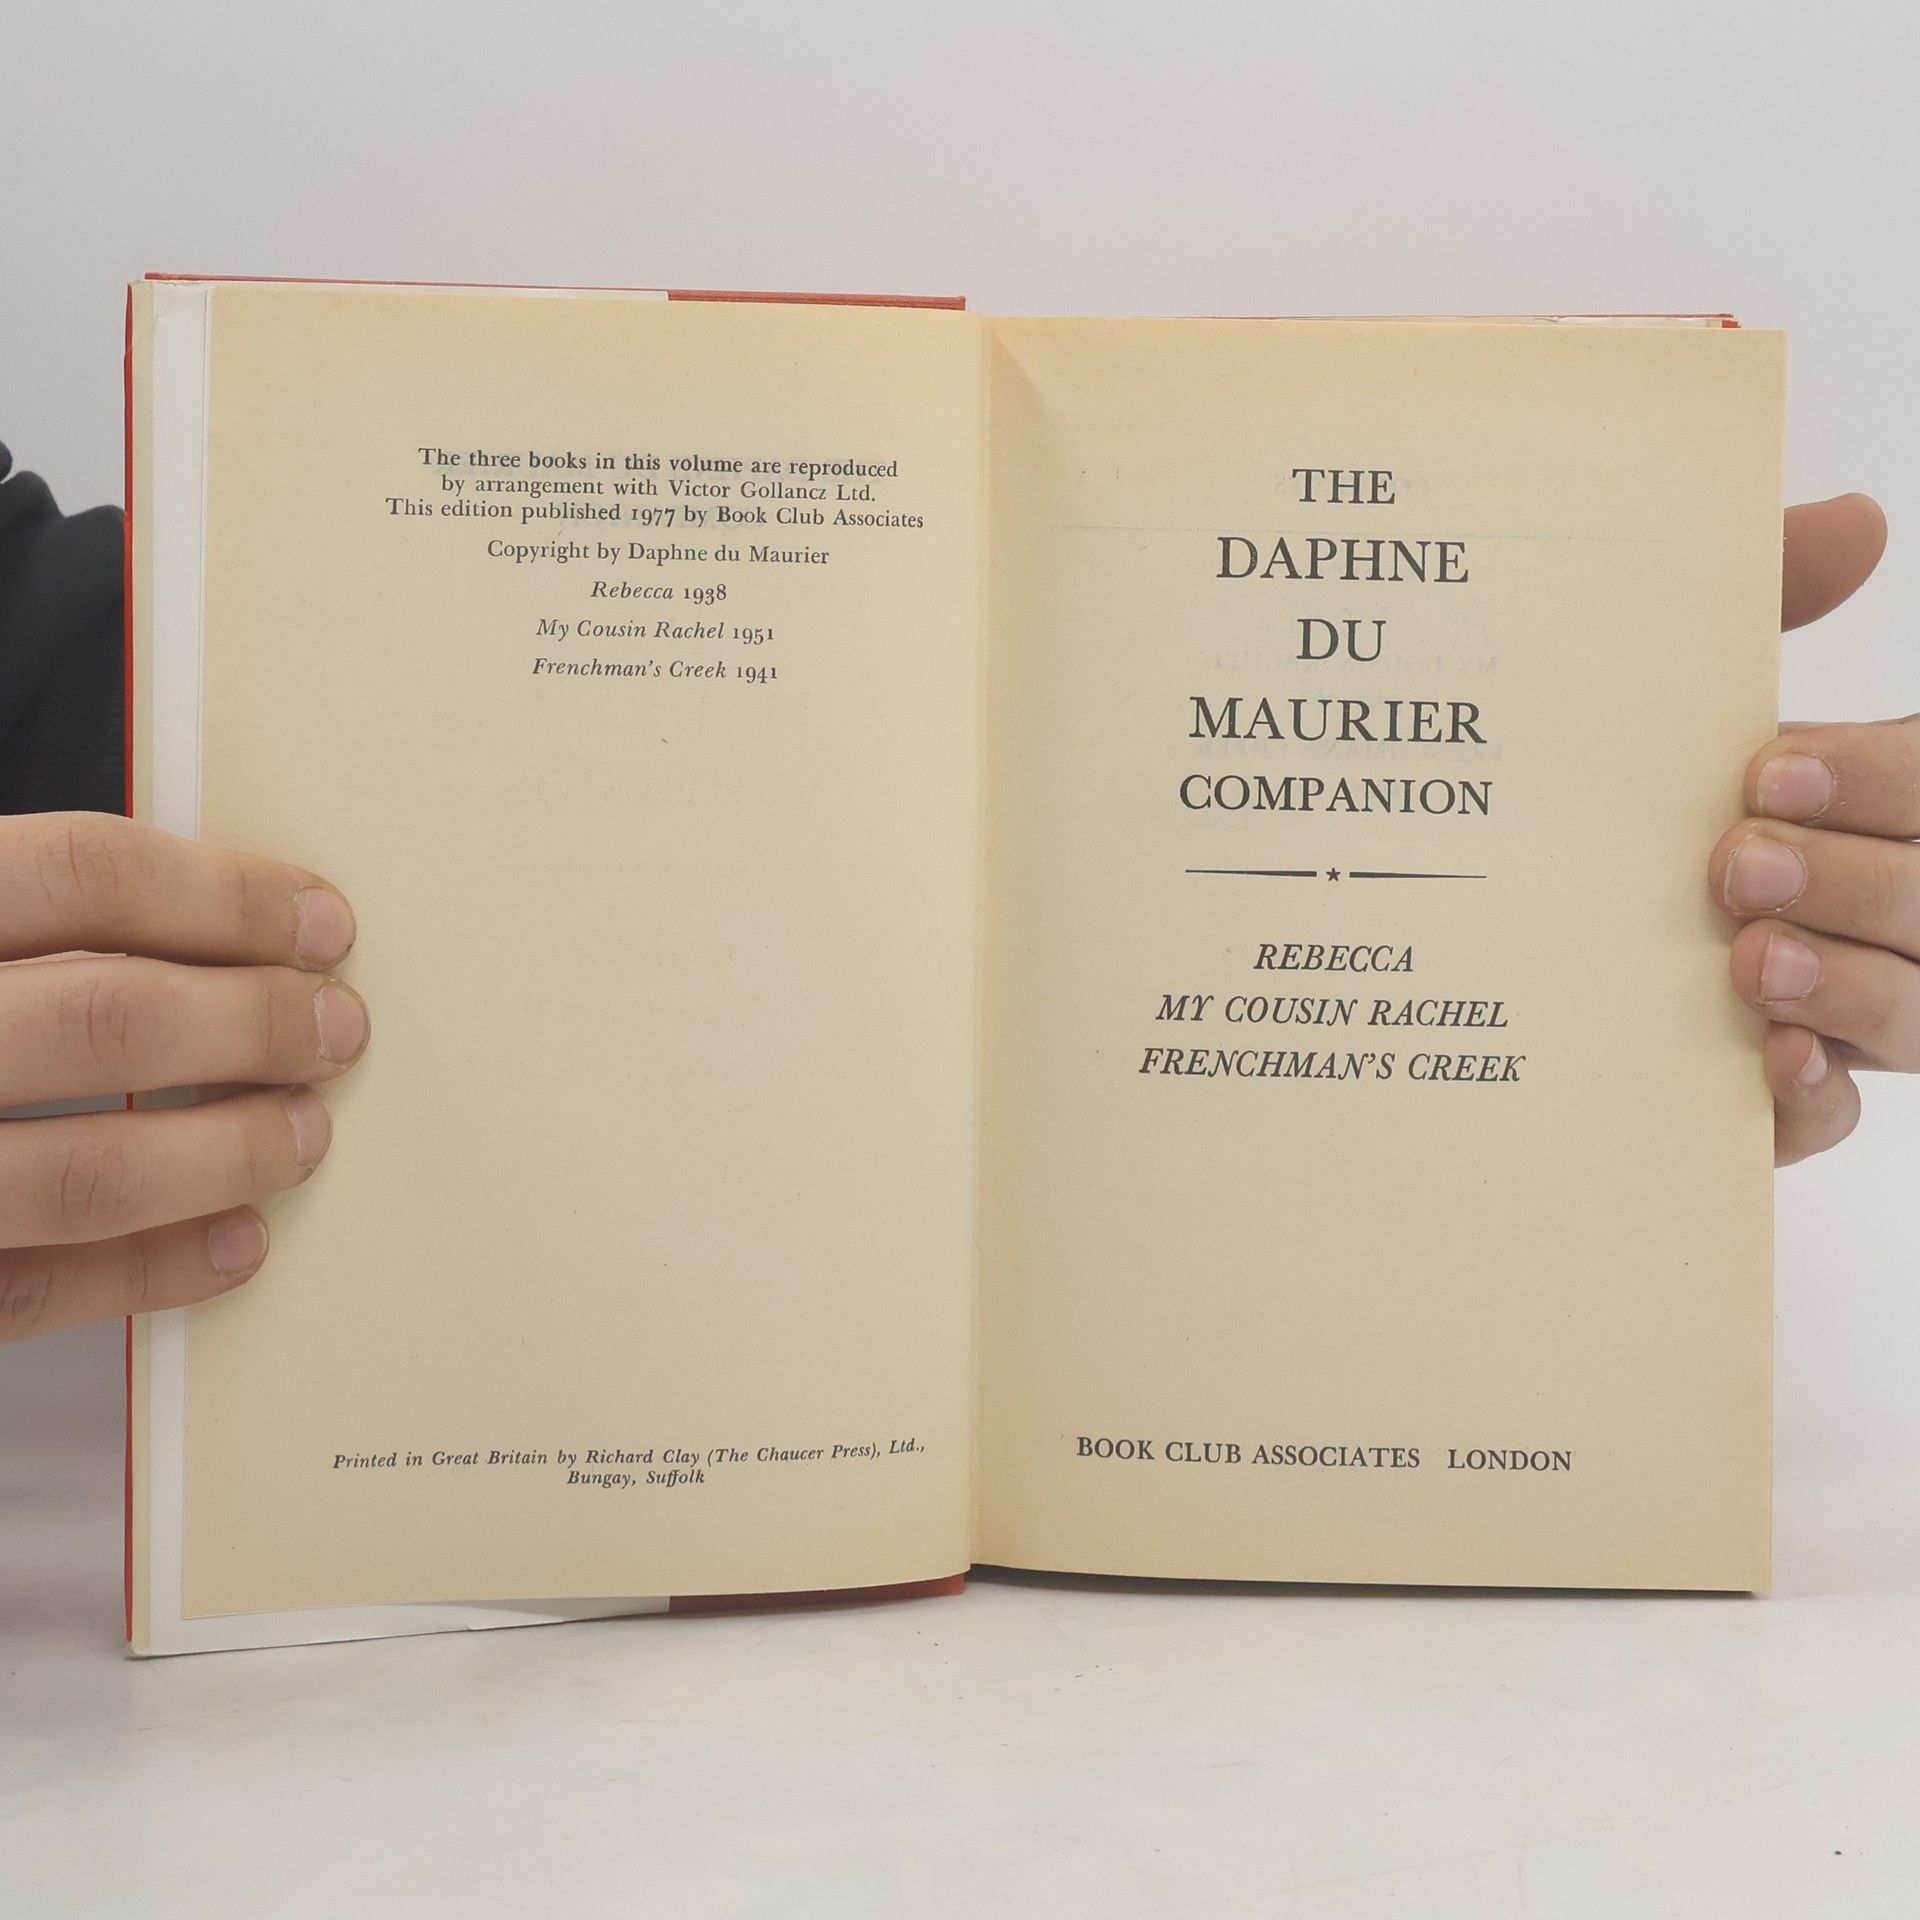 The three books in this volume are reproduced
by arrangement with Victor Gollancz Ltd.
This edition published 1977 by Book Club Associates
Copyright by Daphne du Maurier
Rebecca 1938
My Cousin Rachel 1951
Frenchman's Creek 1941
Printed in Great Britain by Richard Clay (The Chaucer Press), Ltd.,
Bungay, Suffolk
THE
DAPHNE
DU
MAURIER
COMPANION
REBECCA
MY COUSIN RACHEL
FRENCHMAN'S CREEK
BOOK CLUB ASSOCIATES LONDON